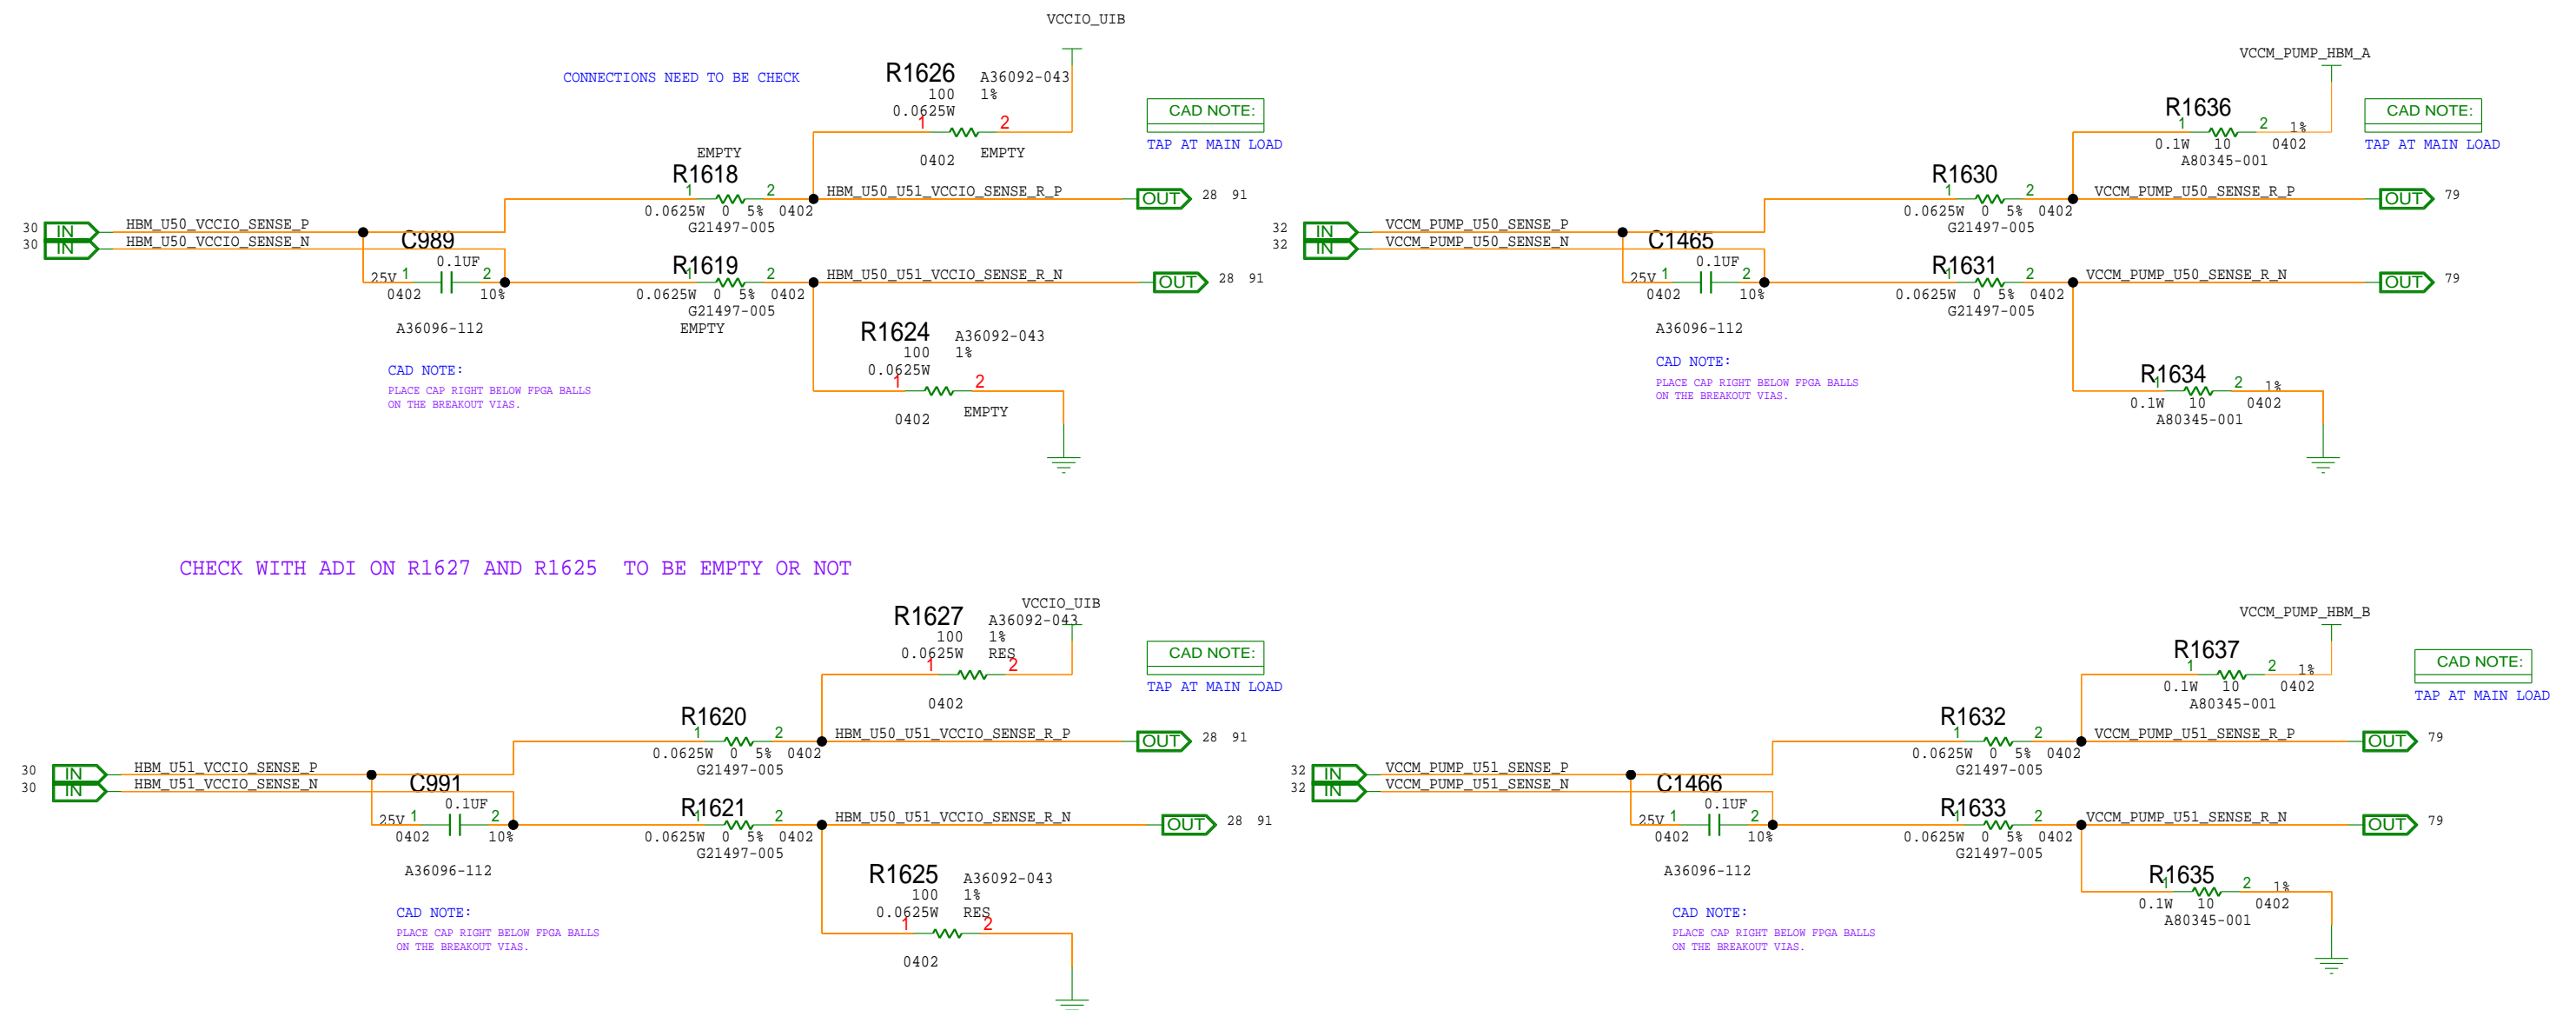 VCCIO_UIB
CONNECTIONS NEED TO BE CHECK
R1626 A36092-043
100 1%
0.0625W
1 2
0402 EMPTY
CAD NOTE:
TAP AT MAIN LOAD
EMPTY
R1618
1 2
0.0625W 0 5% 0402
G21497-005
HBM_U50_U51_VCCIO_SENSE_R_P
OUT 28 91
30 IN HBM_U50_VCCIO_SENSE_P
30 IN HBM_U50_VCCIO_SENSE_N
C989
0.1UF
25V 1 2
0402 10%
A36096-112
R1619
1 2
0.0625W 0 5% 0402
G21497-005
EMPTY
HBM_U50_U51_VCCIO_SENSE_R_N
OUT 28 91
R1624 A36092-043
100 1%
0.0625W
1 2
0402 EMPTY
CAD NOTE:
PLACE CAP RIGHT BELOW FPGA BALLS
ON THE BREAKOUT VIAS.
VCCM_PUMP_HBM_A
R1636
1 2 1%
0.1W 10 0402
A80345-001
CAD NOTE:
TAP AT MAIN LOAD
R1630
1 2
0.0625W 0 5% 0402
G21497-005
VCCM_PUMP_U50_SENSE_R_P
OUT 79
32 IN VCCM_PUMP_U50_SENSE_P
32 IN VCCM_PUMP_U50_SENSE_N
C1465
0.1UF
25V 1 2
0402 10%
A36096-112
R1631
1 2
0.0625W 0 5% 0402
G21497-005
VCCM_PUMP_U50_SENSE_R_N
OUT 79
CAD NOTE:
PLACE CAP RIGHT BELOW FPGA BALLS
ON THE BREAKOUT VIAS.
R1634
1 2 1%
0.1W 10 0402
A80345-001
CHECK WITH ADI ON R1627 AND R1625 TO BE EMPTY OR NOT
VCCIO_UIB
R1627 A36092-043
100 1%
0.0625W RES
1 2
0402
CAD NOTE:
TAP AT MAIN LOAD
R1620
1 2
0.0625W 0 5% 0402
G21497-005
HBM_U50_U51_VCCIO_SENSE_R_P
OUT 28 91
30 IN HBM_U51_VCCIO_SENSE_P
30 IN HBM_U51_VCCIO_SENSE_N
C991
0.1UF
25V 1 2
0402 10%
A36096-112
R1621
1 2
0.0625W 0 5% 0402
G21497-005
HBM_U50_U51_VCCIO_SENSE_R_N
OUT 28 91
R1625 A36092-043
100 1%
0.0625W RES
1 2
0402
CAD NOTE:
PLACE CAP RIGHT BELOW FPGA BALLS
ON THE BREAKOUT VIAS.
VCCM_PUMP_HBM_B
R1637
1 2 1%
0.1W 10 0402
A80345-001
CAD NOTE:
TAP AT MAIN LOAD
R1632
1 2
0.0625W 0 5% 0402
G21497-005
VCCM_PUMP_U51_SENSE_R_P
OUT 79
32 IN VCCM_PUMP_U51_SENSE_P
32 IN VCCM_PUMP_U51_SENSE_N
C1466
0.1UF
25V 1 2
0402 10%
A36096-112
R1633
1 2
0.0625W 0 5% 0402
G21497-005
VCCM_PUMP_U51_SENSE_R_N
OUT 79
R1635
1 2 1%
0.1W 10 0402
A80345-001
CAD NOTE:
PLACE CAP RIGHT BELOW FPGA BALLS
ON THE BREAKOUT VIAS.